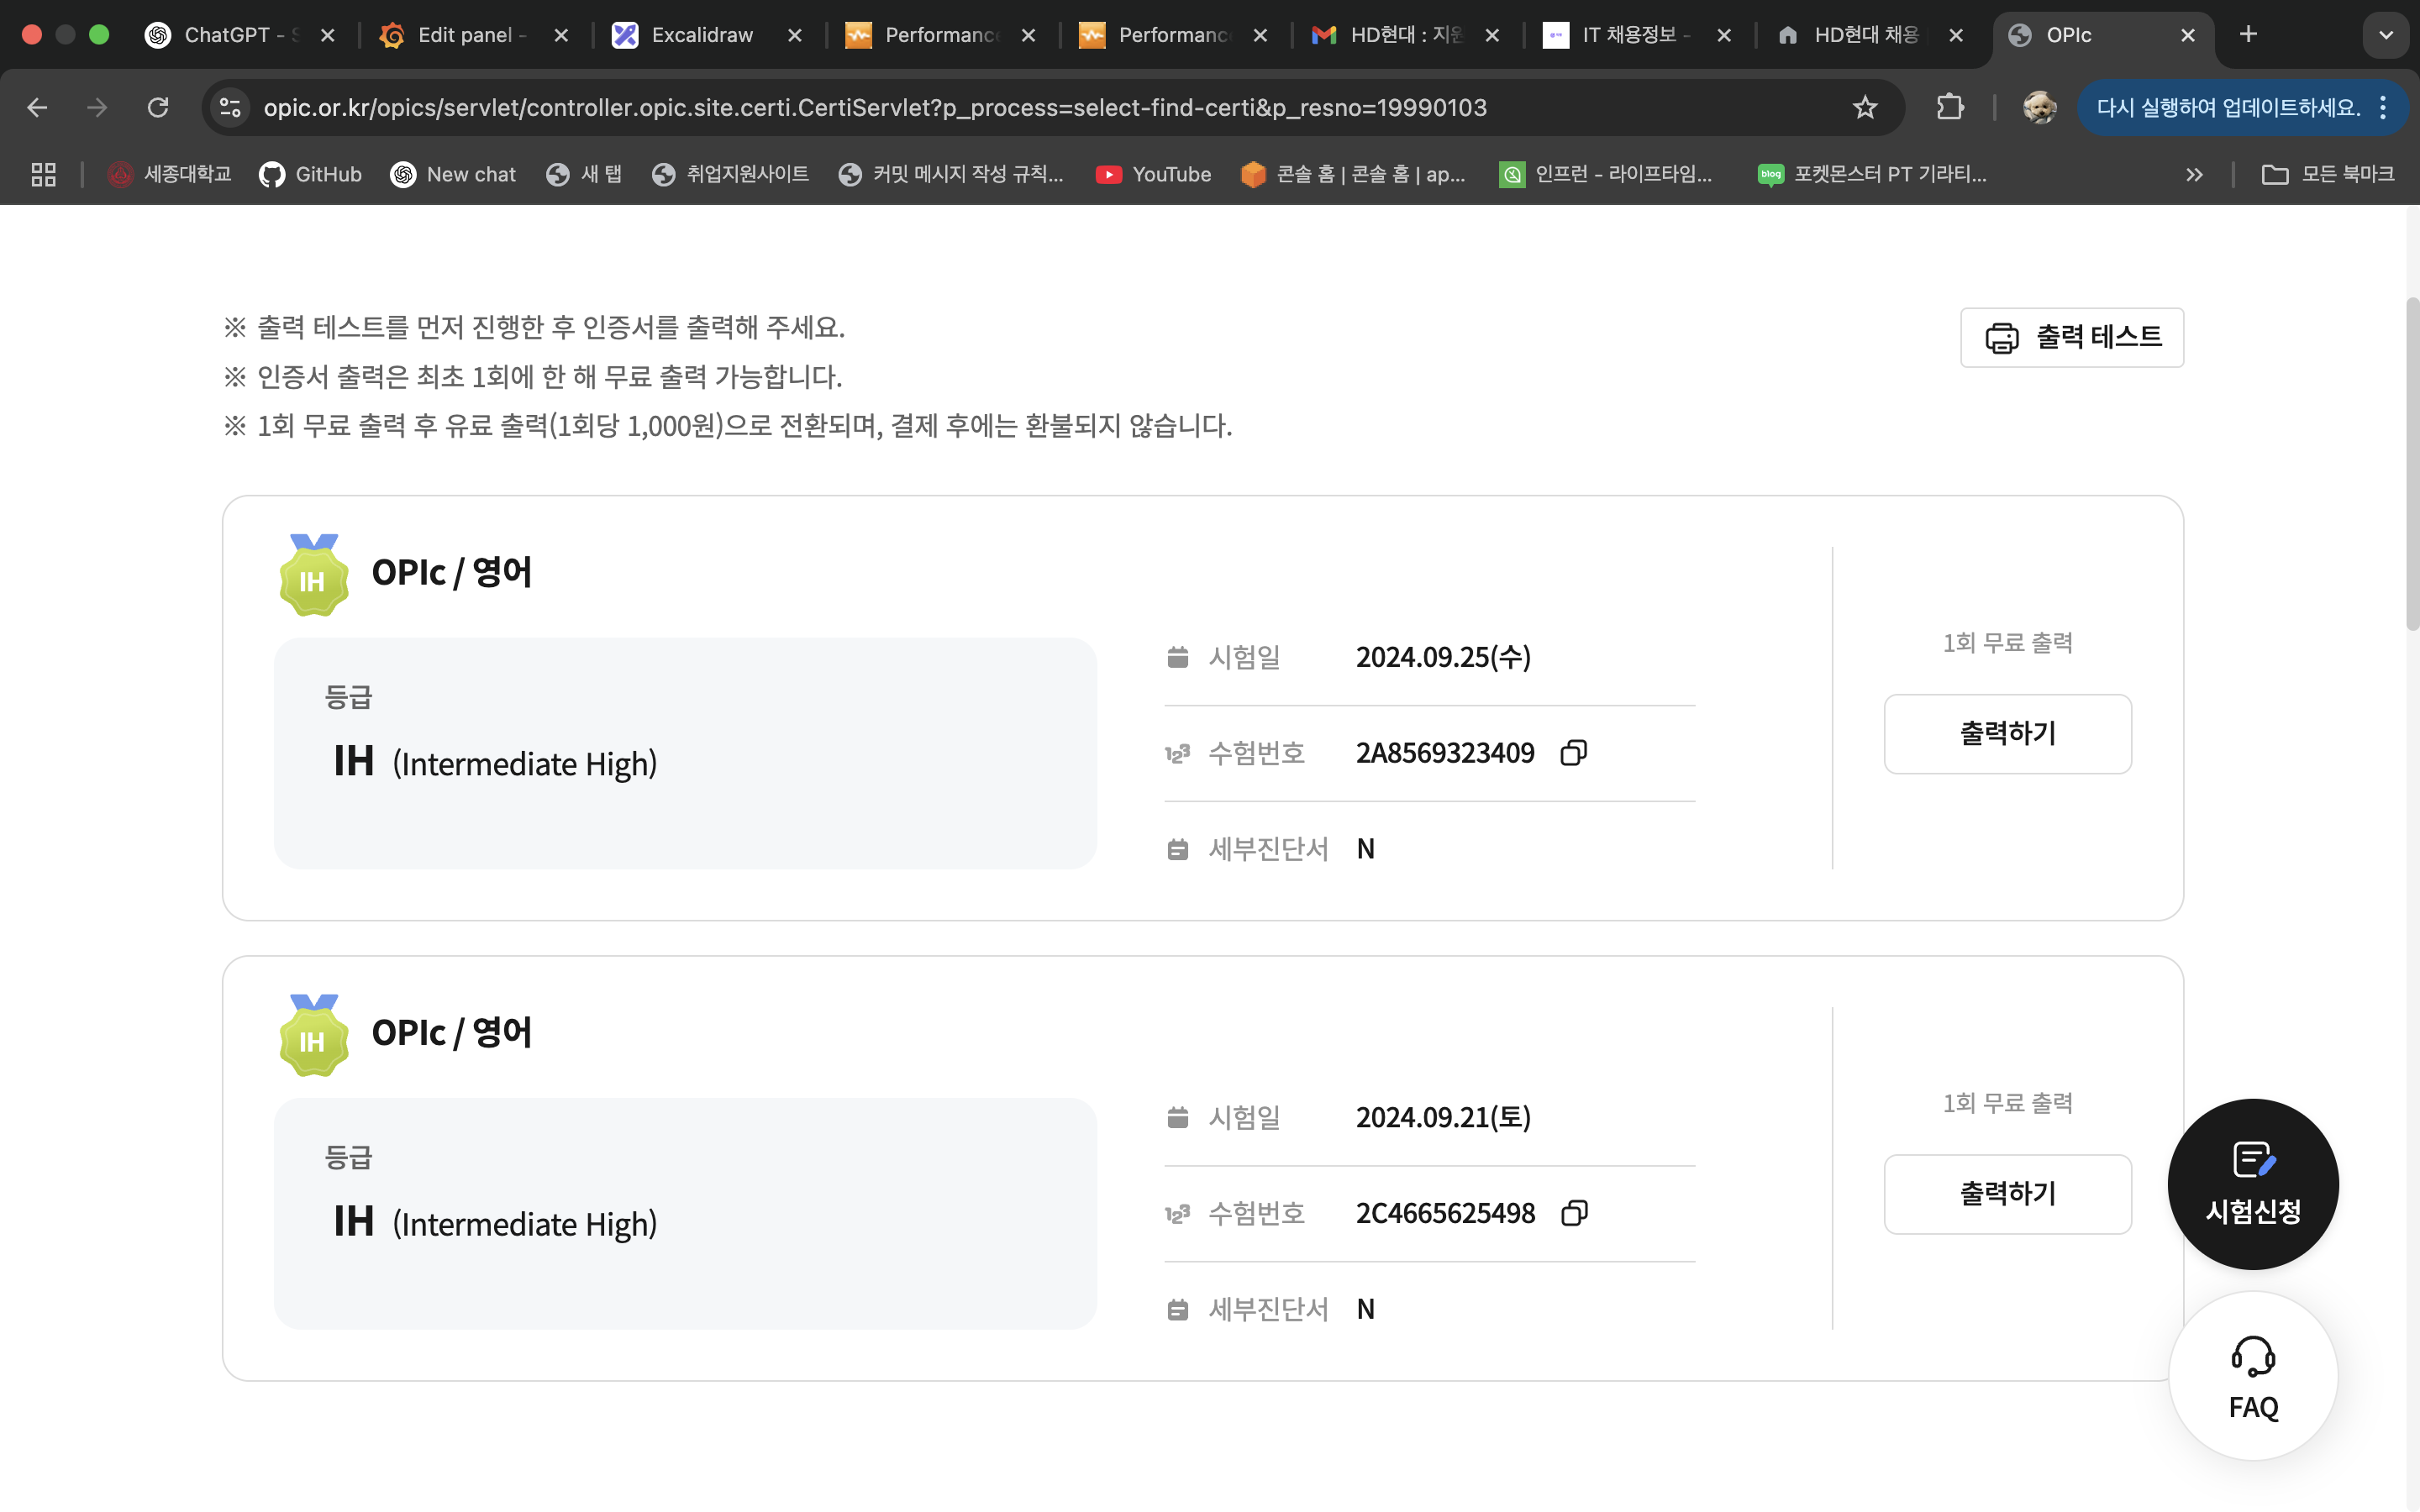 ChatGPT - S
Edit panel -
Excalidraw
Performance
Performance
HD현대 : 지원
IT 채용정보 -
HD현대 채용
OPIc
opic.or.kr/opics/servlet/controller.opic.site.certi.CertiServlet?p_process=select-find-certi&p_resno=19990103
다시 실행하여 업데이트하세요.
세종대학교
GitHub
New chat
새 탭
취업지원사이트
커밋 메시지 작성 규칙...
YouTube
콘솔 홈 | 콘솔 홈 | ap...
인프런 - 라이프타임...
blog
포켓몬스터 PT 기라티...
모든 북마크
※ 출력 테스트를 먼저 진행한 후 인증서를 출력해 주세요.
출력 테스트
※ 인증서 출력은 최초 1회에 한 해 무료 출력 가능합니다.
※ 1회 무료 출력 후 유료 출력(1회당 1,000원)으로 전환되며, 결제 후에는 환불되지 않습니다.
IH
OPIc / 영어
등급
IH (Intermediate High)
시험일 2024.09.25(수)
123 수험번호 2A8569323409
세부진단서 N
1회 무료 출력
출력하기
IH
OPIc / 영어
등급
IH (Intermediate High)
시험일 2024.09.21(토)
123 수험번호 2C4665625498
세부진단서 N
1회 무료 출력
출력하기
시험신청
FAQ